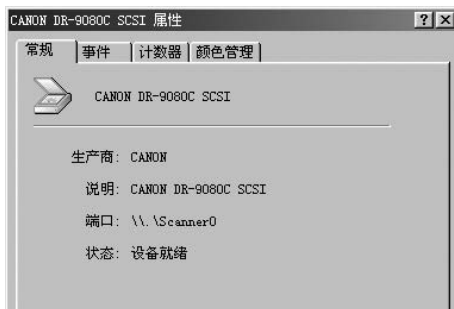 CANON DR-9080C SCSI 属性
常规 事件 计数器 颜色管理
CANON DR-9080C SCSI
生产商: CANON
说明: CANON DR-9080C SCSI
端口: \\.\Scanner0
状态: 设备就绪